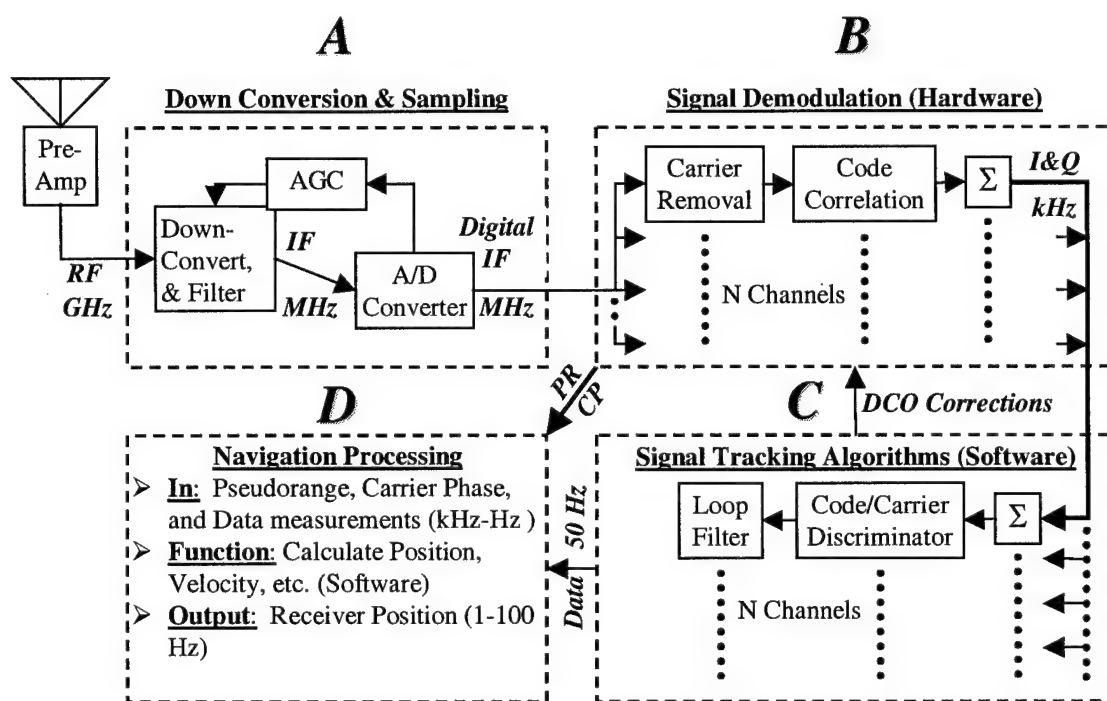 A
B
Down Conversion & Sampling
Signal Demodulation (Hardware)
Pre-
Amp
AGC
Down-
Convert,
& Filter
IF
MHz
A/D
Converter
Digital
IF
MHz
RF
GHz
Carrier
Removal
Code
Correlation
Σ
I&Q
kHz
N Channels
D
PR
CP
C
DCO Corrections
Navigation Processing
➤ In: Pseudorange, Carrier Phase,
and Data measurements (kHz-Hz )
➤ Function: Calculate Position,
Velocity, etc. (Software)
➤ Output: Receiver Position (1-100
Hz)
Data 50 Hz
Signal Tracking Algorithms (Software)
Loop
Filter
Code/Carrier
Discriminator
Σ
N Channels